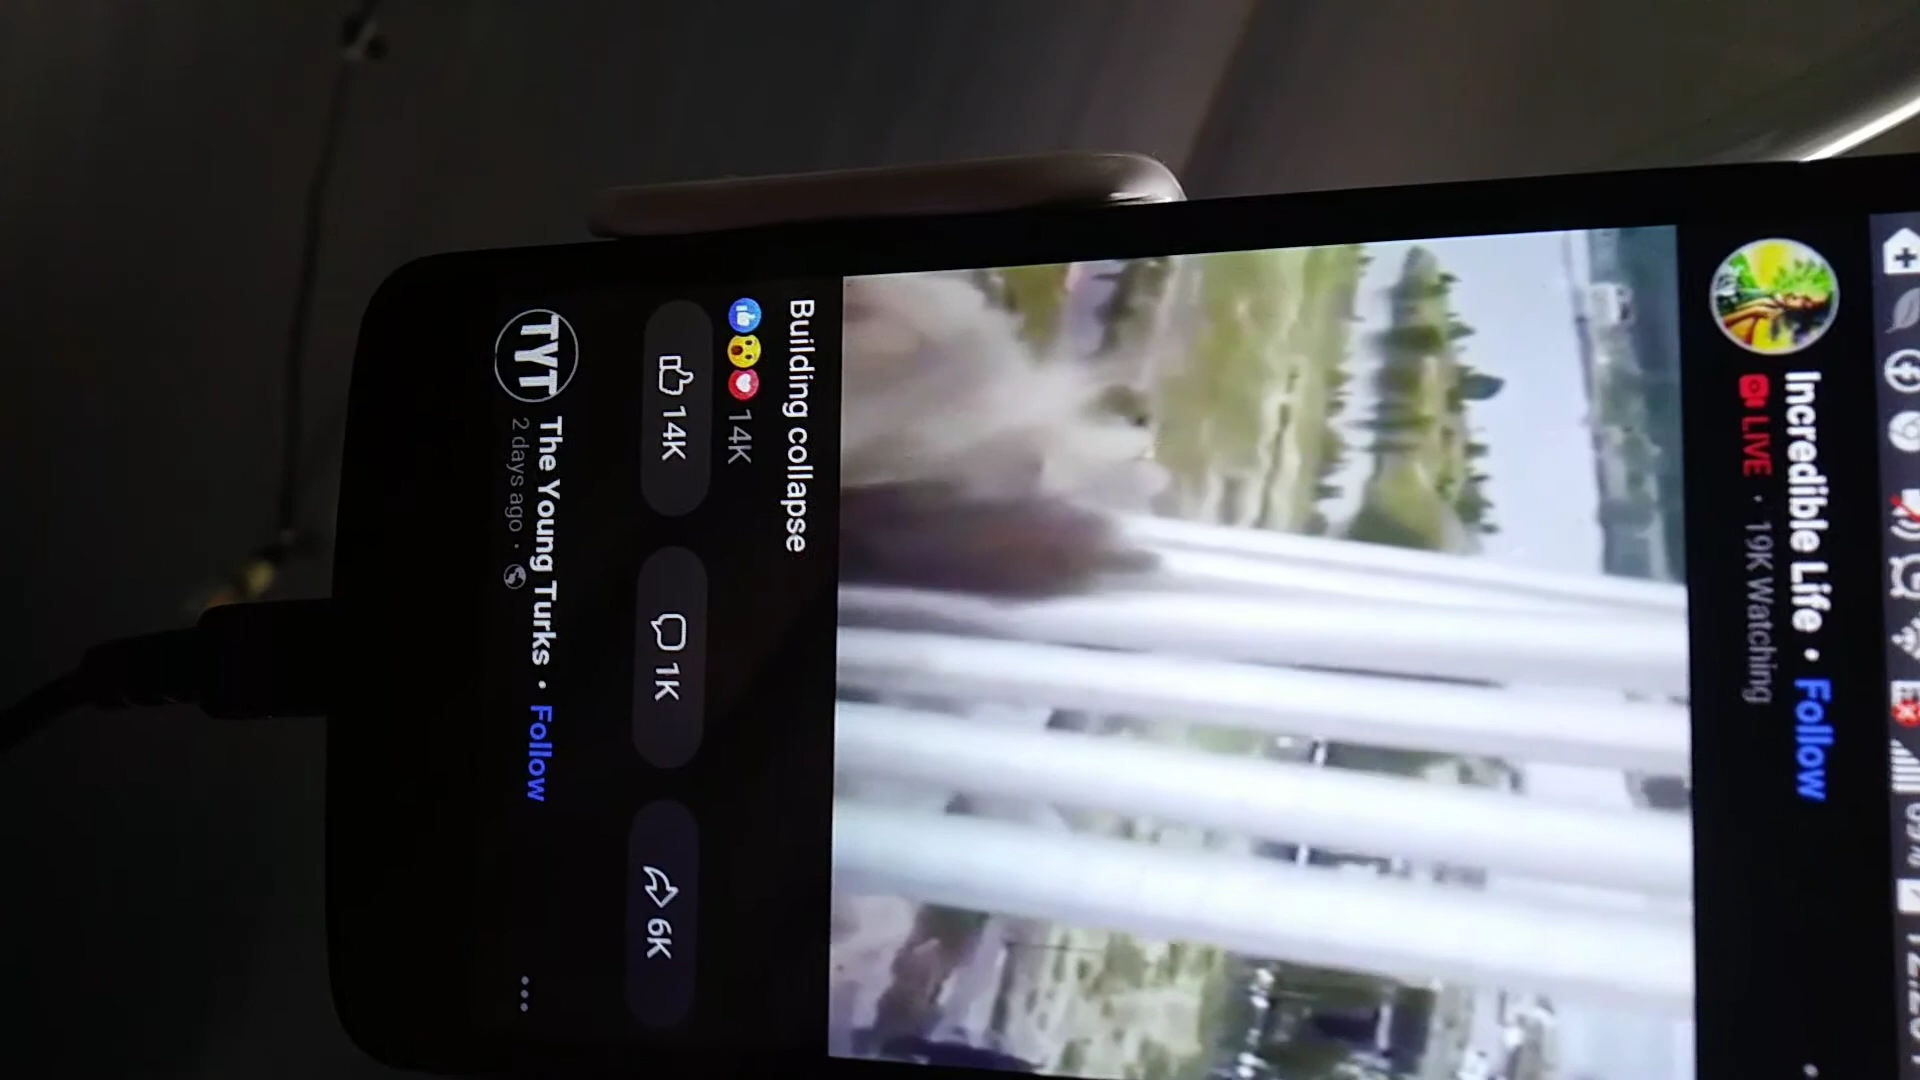 Incredible Life • Follow
LIVE · 19K Watching
Building collapse
14K
14K
1K
6K
TYT
The Young Turks • Follow
2 days ago ·